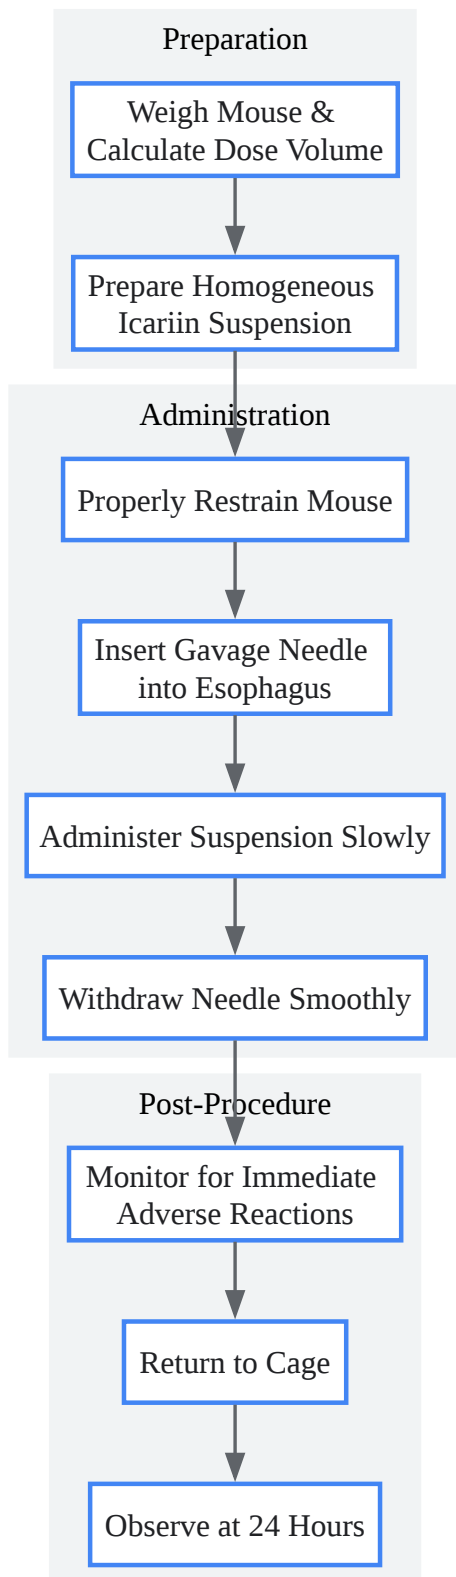 Preparation
Weigh Mouse &
Calculate Dose Volume
Prepare Homogeneous
Icariin Suspension
Administration
Properly Restrain Mouse
Insert Gavage Needle
into Esophagus
Administer Suspension Slowly
Withdraw Needle Smoothly
Post-Procedure
Monitor for Immediate
Adverse Reactions
Return to Cage
Observe at 24 Hours